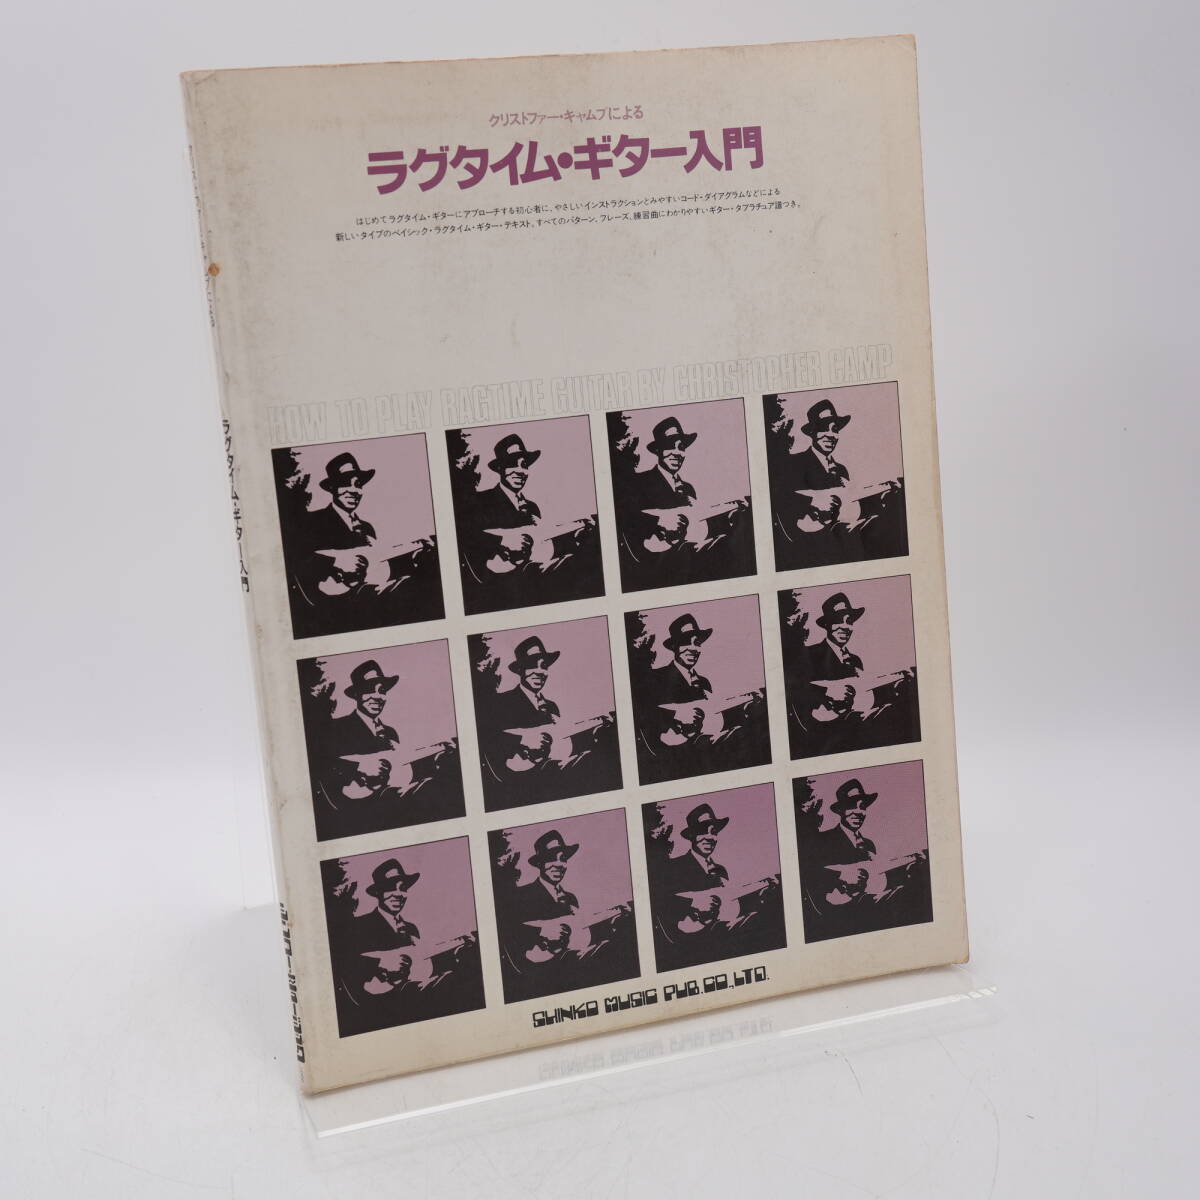 クリストファー・キャムプによる
ラグタイム・ギター入門
はじめてラグタイム・ギターにアプローチする初心者に、やさしいインストラクションとみやすいコード・ダイアグラムなどによる
新しいタイプのベイシック・ラグタイム・ギター・テキスト。すべてのパターン、フレーズ、練習曲にわかりやすいギター・タブラチュア譜つき。
HOW TO PLAY RAGTIME GUITAR BY CHRISTOPHER CAMP
SHINKO MUSIC PUB.CO.,LTD.
ラグタイム・ギター入門